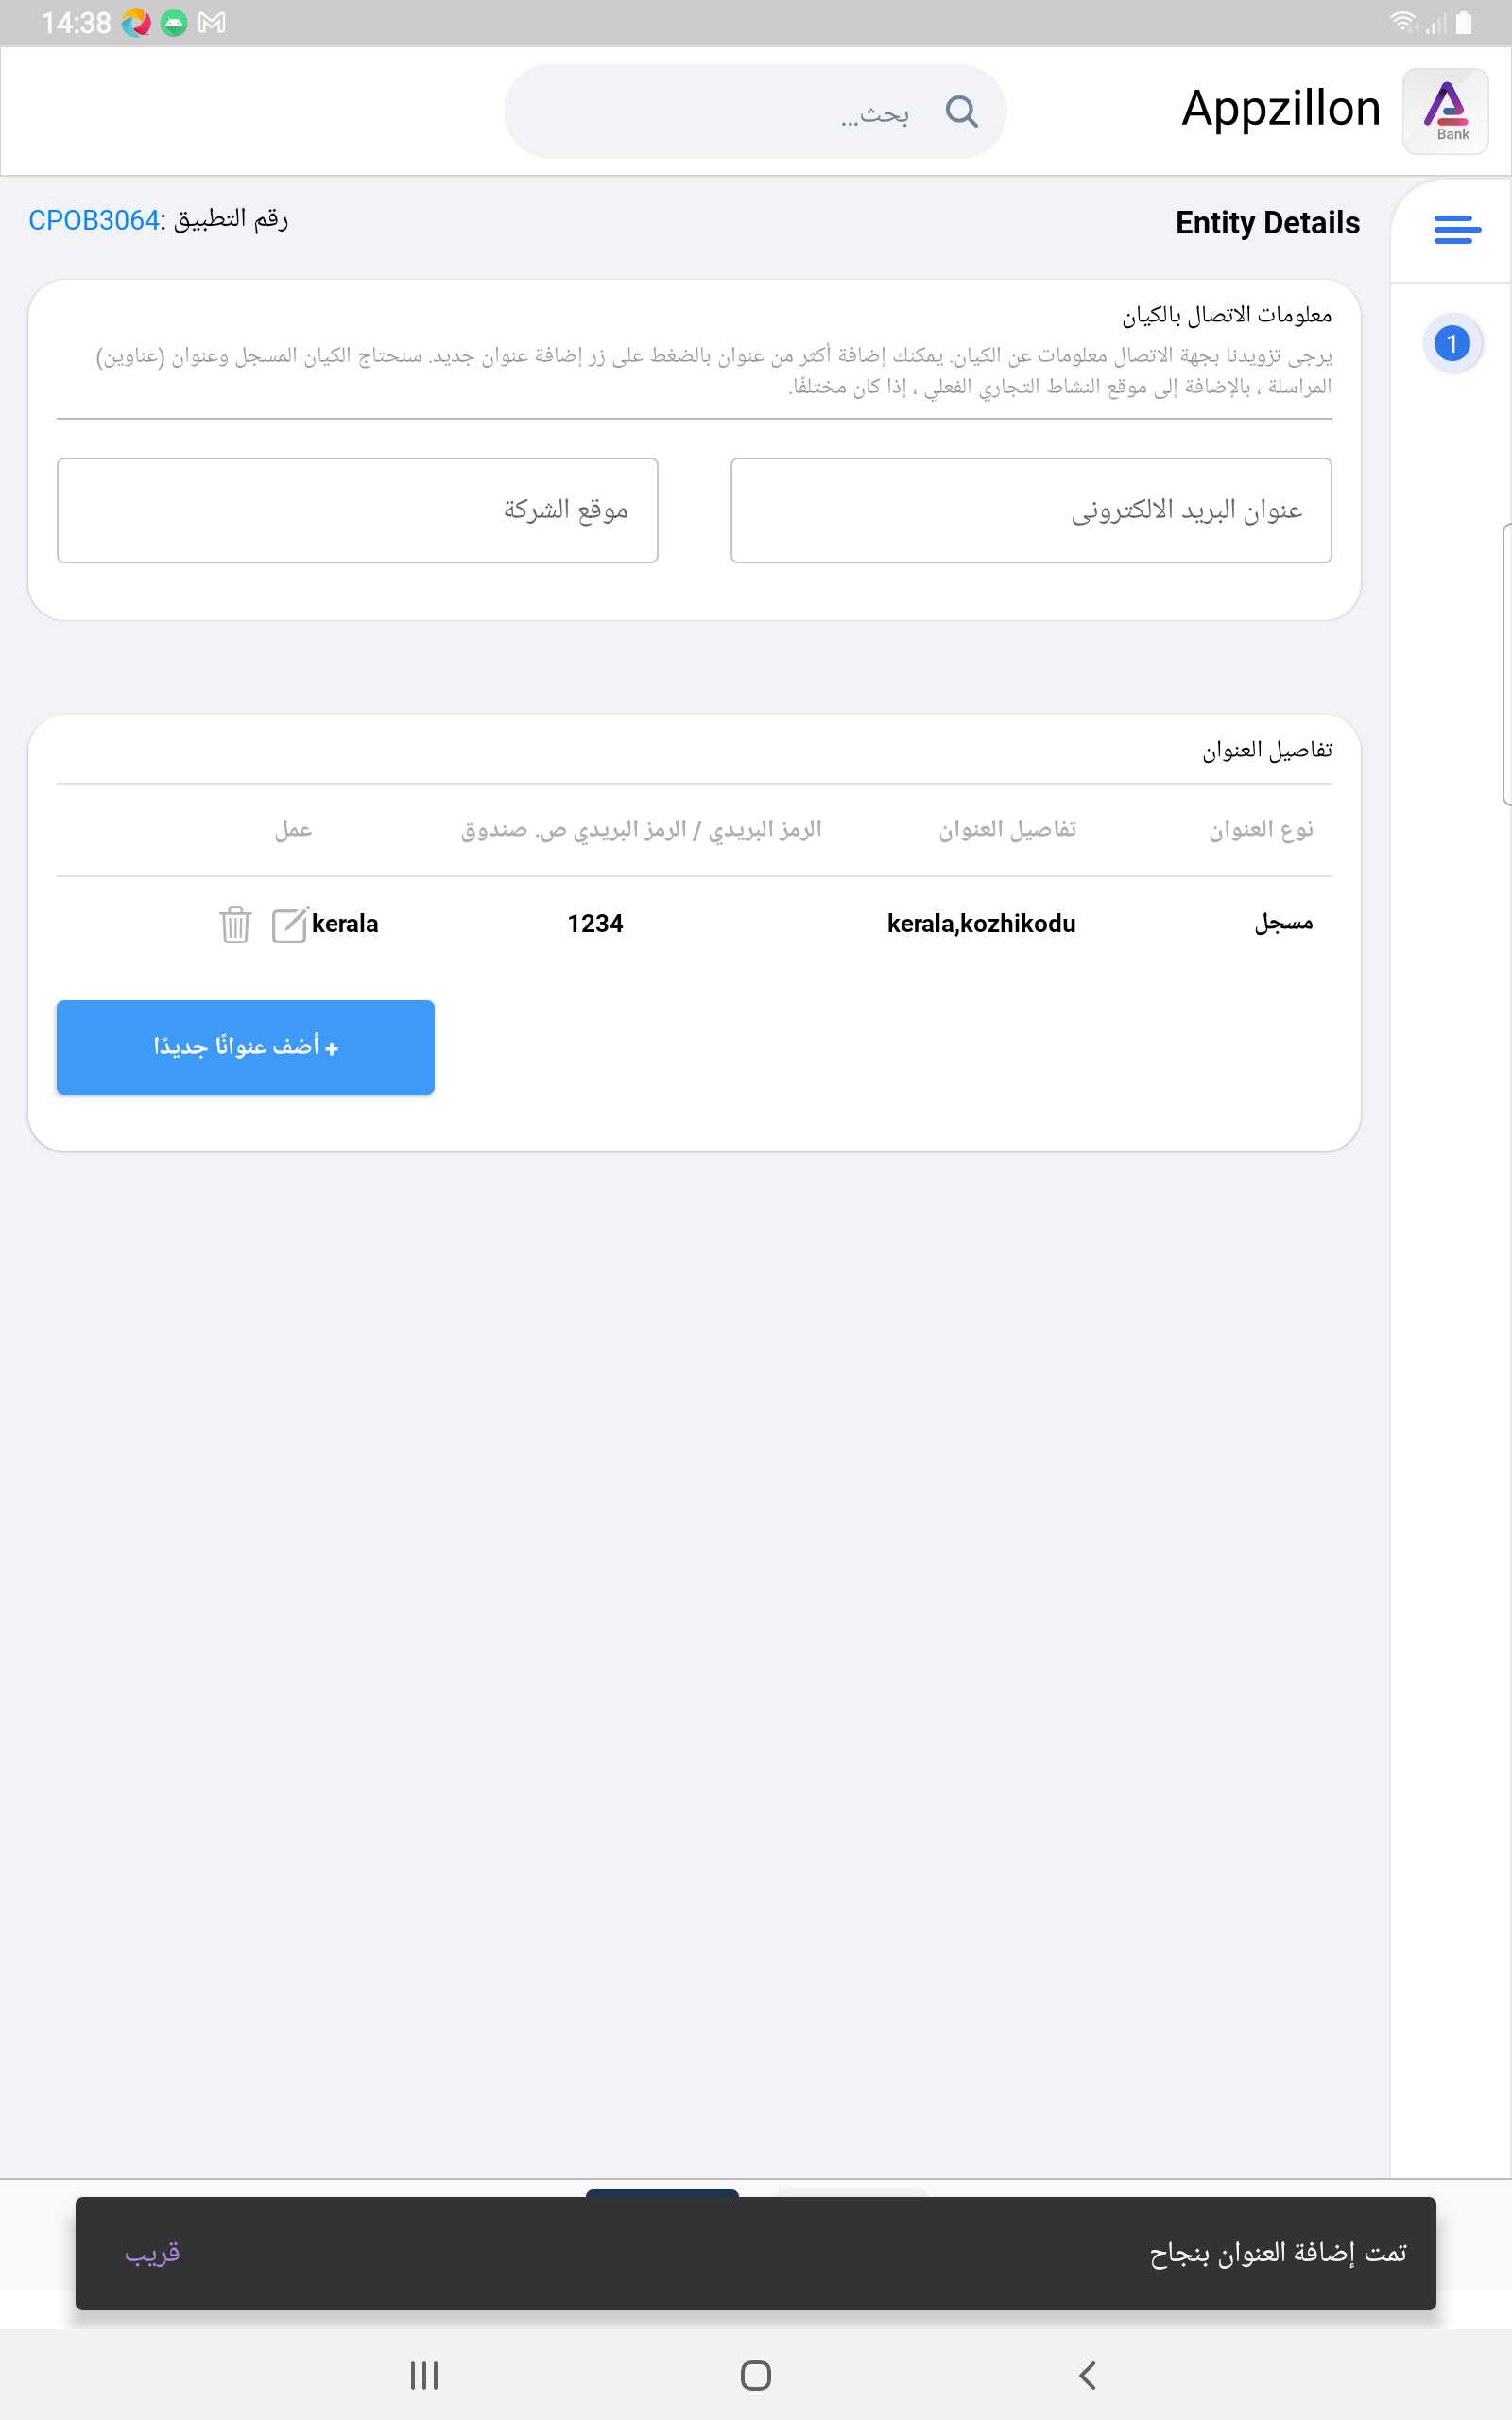 14:38
Appzillon
Bank
بحث...
Entity Details
رقم التطبيق :CPOB3064
1
معلومات الاتصال بالكيان
يرجى تزويدنا بجهة الاتصال معلومات عن الكيان. يمكنك إضافة أكثر من عنوان بالضغط على زر إضافة عنوان جديد. سنحتاج الكيان المسجل وعنوان (عناوين)
المراسلة ، بالإضافة إلى موقع النشاط التجاري الفعلي ، إذا كان مختلفًا.
عنوان البريد الالكترونى
موقع الشركة
تفاصيل العنوان
نوع العنوان تفاصيل العنوان الرمز البريدي / الرمز البريدي ص. صندوق عمل
مسجل kerala,kozhikodu 1234 kerala
+ أضف عنوانًا جديدًا
تمت إضافة العنوان بنجاح
قريب